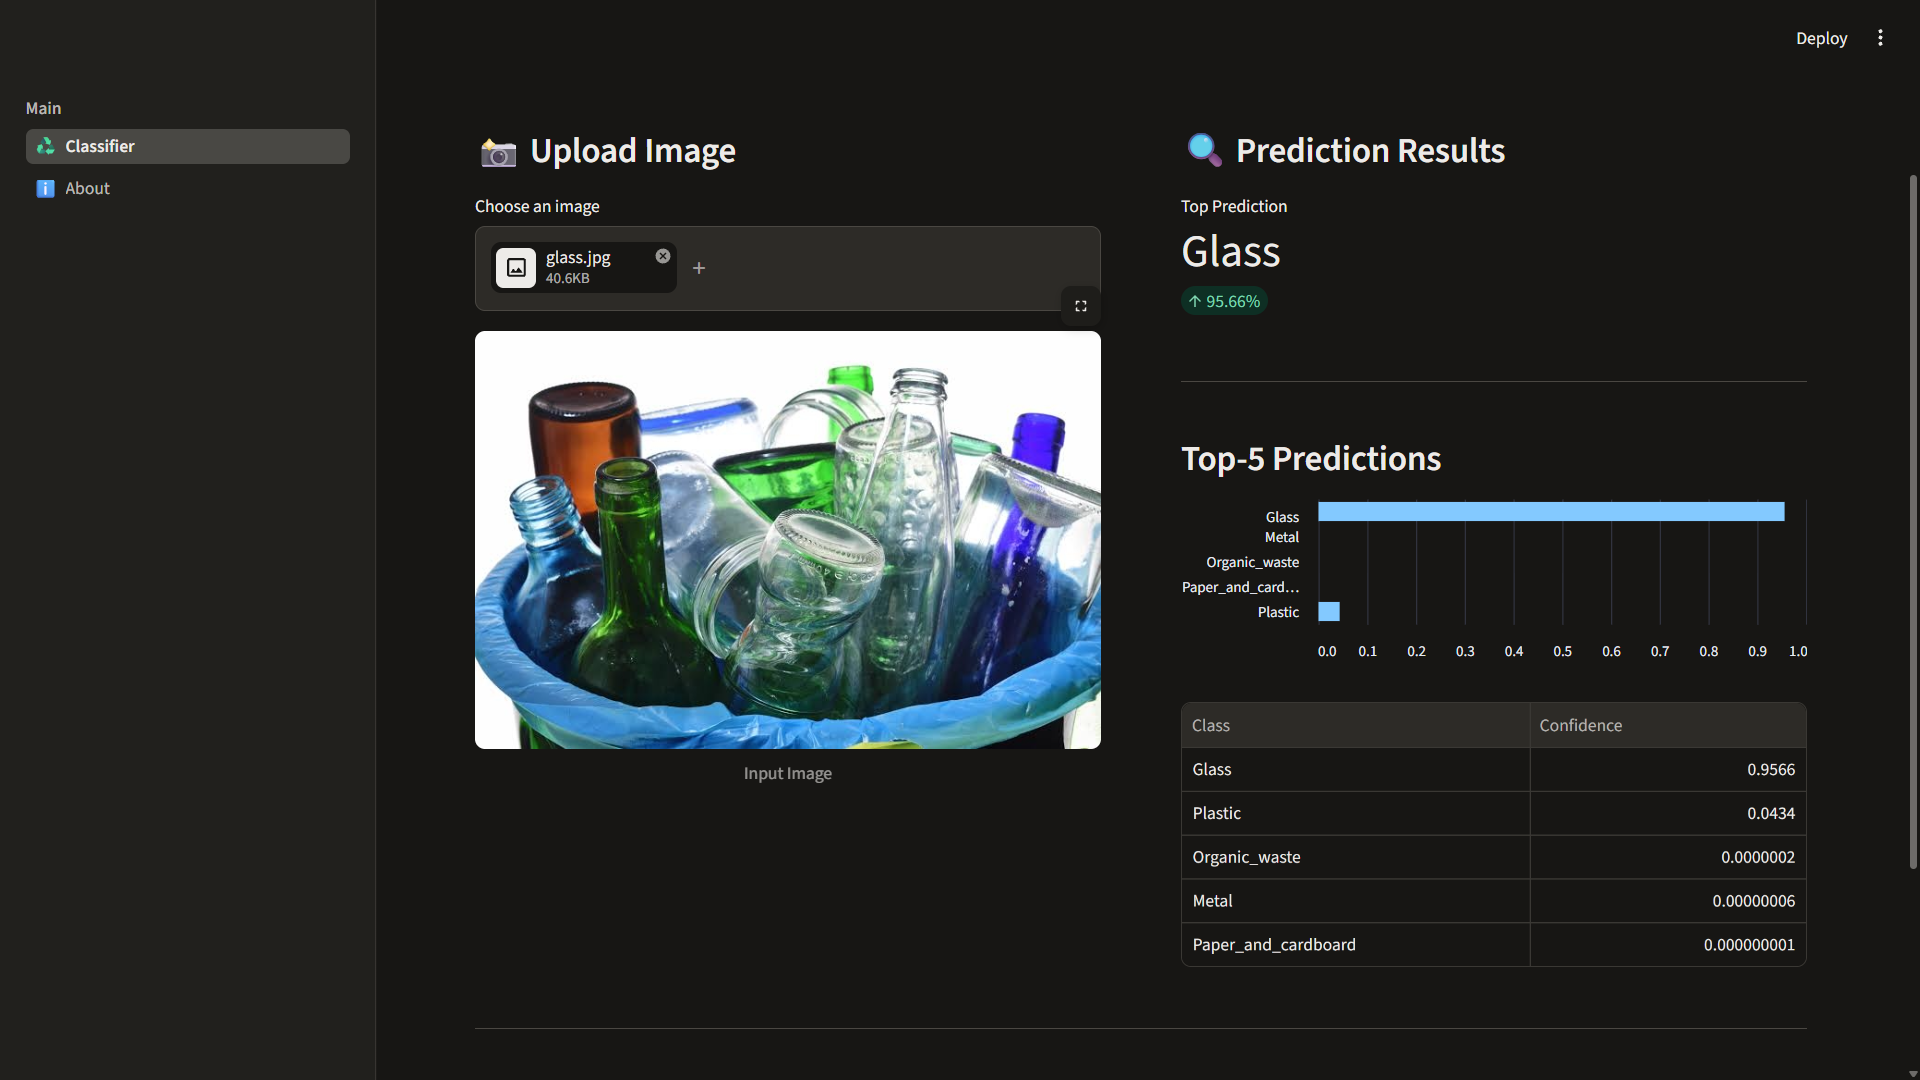 Deploy
Main
Classifier
About
Upload Image
Choose an image
glass.jpg
40.6KB
Input Image
Prediction Results
Top Prediction
Glass
↑ 95.66%
Top-5 Predictions
Glass
Metal
Organic_waste
Paper_and_card…
Plastic
0.0 0.1 0.2 0.3 0.4 0.5 0.6 0.7 0.8 0.9 1.0
Class Confidence
Glass 0.9566
Plastic 0.0434
Organic_waste 0.0000002
Metal 0.00000006
Paper_and_cardboard 0.000000001